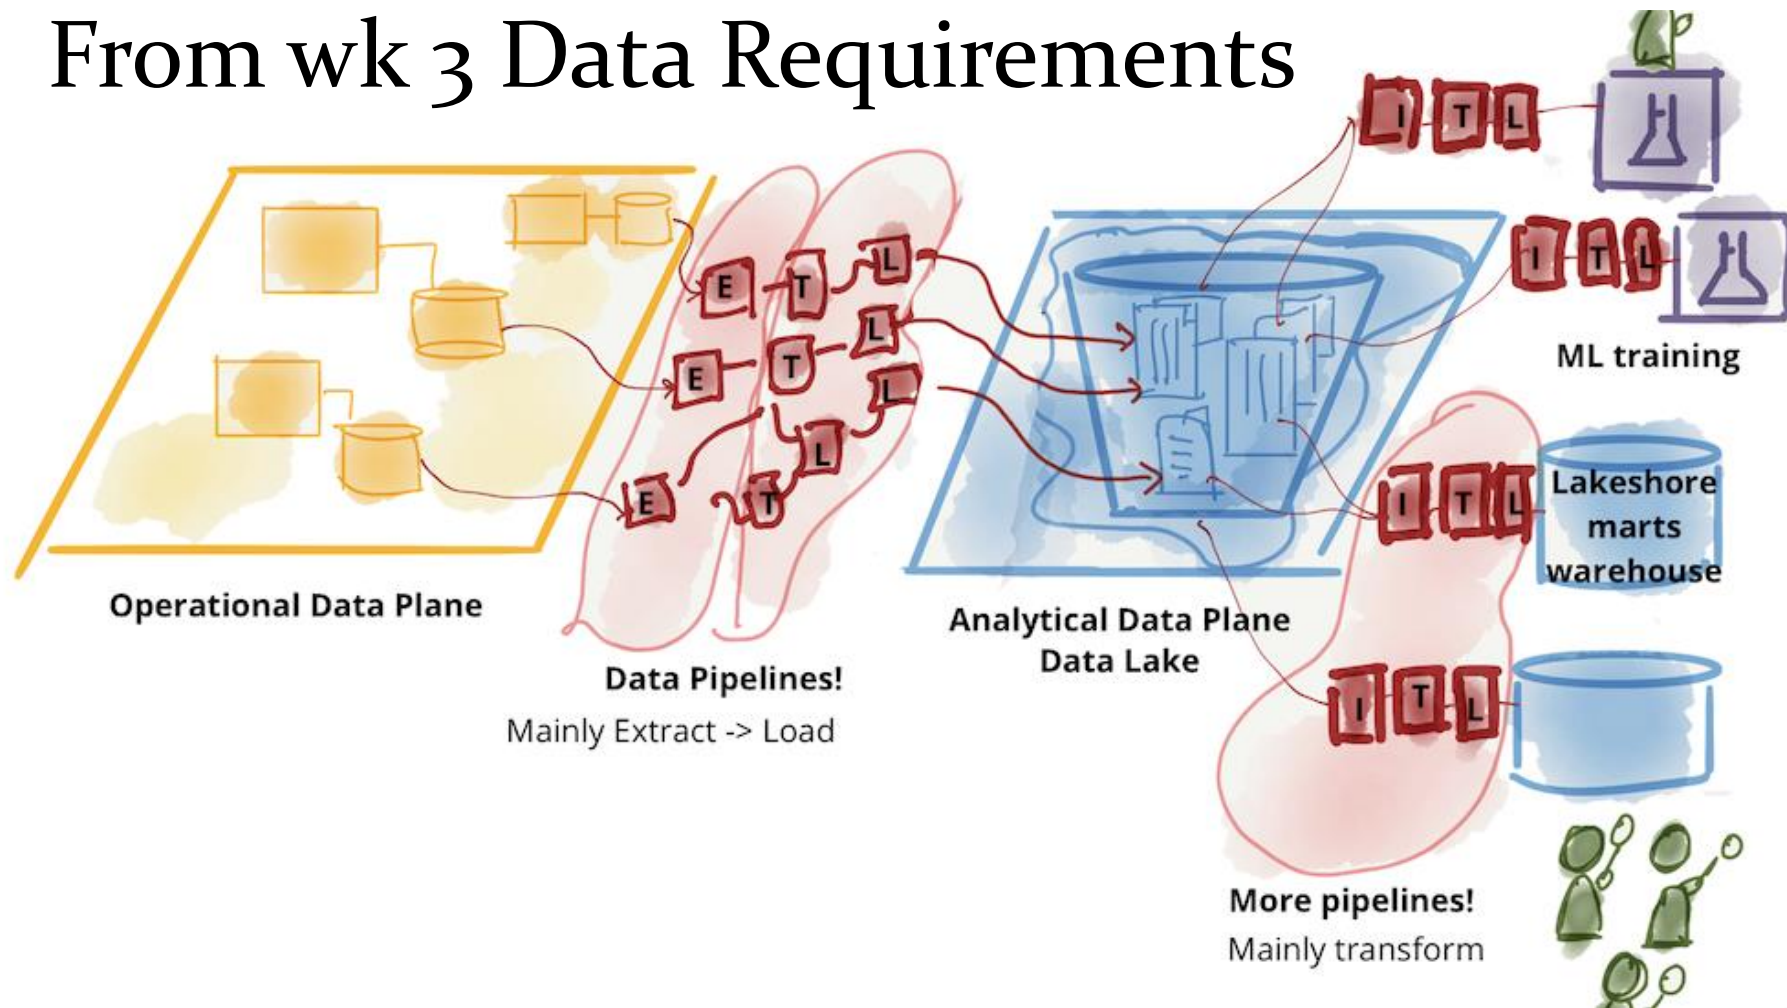 From wk 3 Data Requirements
I T L
I T L
ML training
E T L
E T L
L
L
E T
Operational Data Plane
Data Pipelines!
Mainly Extract -> Load
Analytical Data Plane
Data Lake
I T L
Lakeshore
marts
warehouse
I T L
More pipelines!
Mainly transform